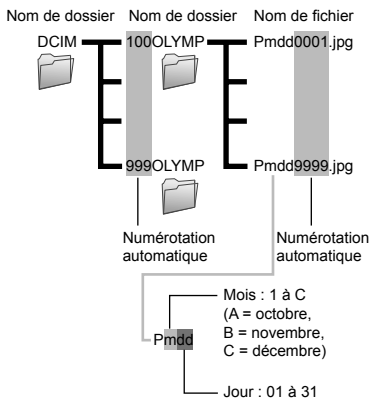 Nom de dossier Nom de dossier Nom de fichier
DCIM 100OLYMP Pmdd0001.jpg
999OLYMP Pmdd9999.jpg
Numérotation automatique
Numérotation automatique
Mois : 1 à C
(A = octobre,
B = novembre,
C = décembre)
Pmdd
Jour : 01 à 31